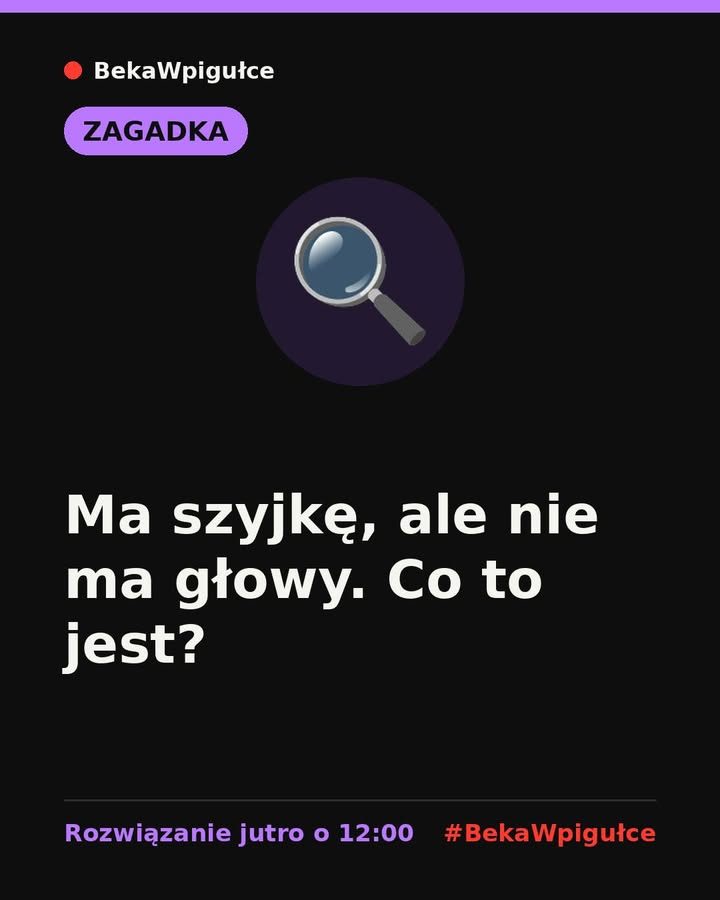 BekaWpigułce
ZAGADKA
Ma szyjkę, ale nie
ma głowy. Co to
jest?
Rozwiązanie jutro o 12:00 #BekaWpigułce